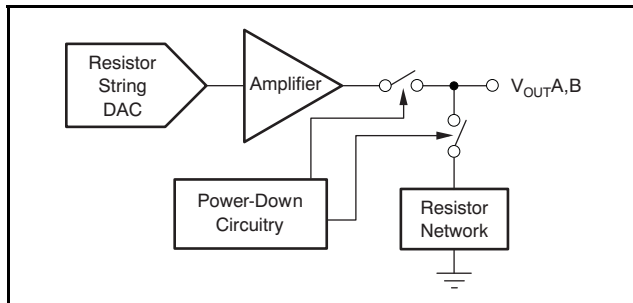 Resistor
String
DAC
Amplifier
VOUTA,B
Power-Down
Circuitry
Resistor
Network